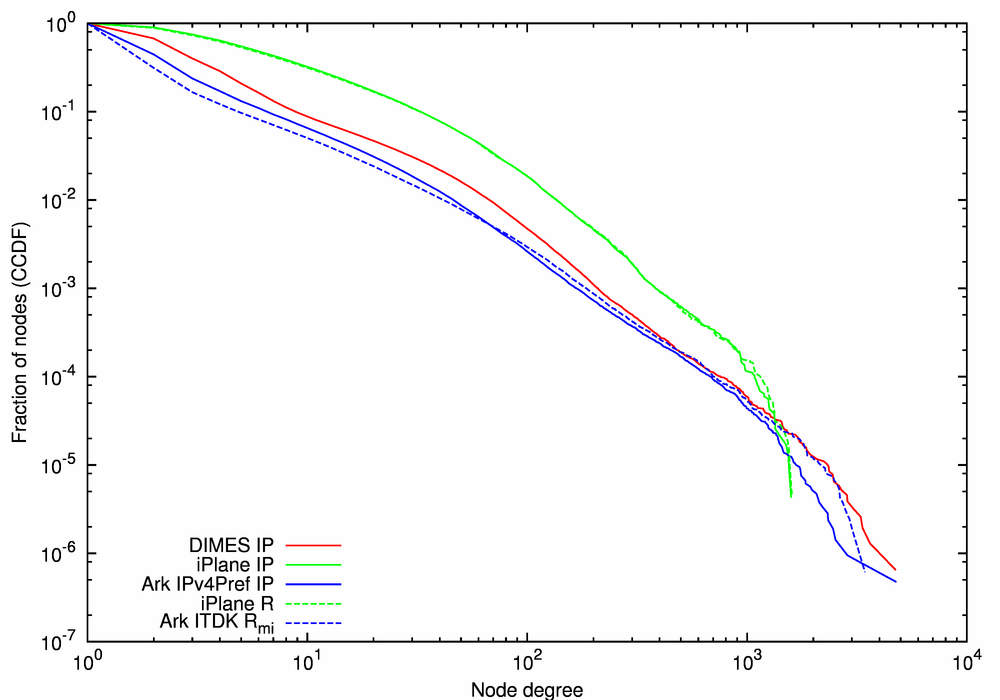 10^0
10^-1
10^-2
10^-3
10^-4
10^-5
10^-6
10^-7
Fraction of nodes (CCDF)
DIMES IP
iPlane IP
Ark IPv4Pref IP
iPlane R
Ark ITDK R_mi
10^0 10^1 10^2 10^3 10^4
Node degree